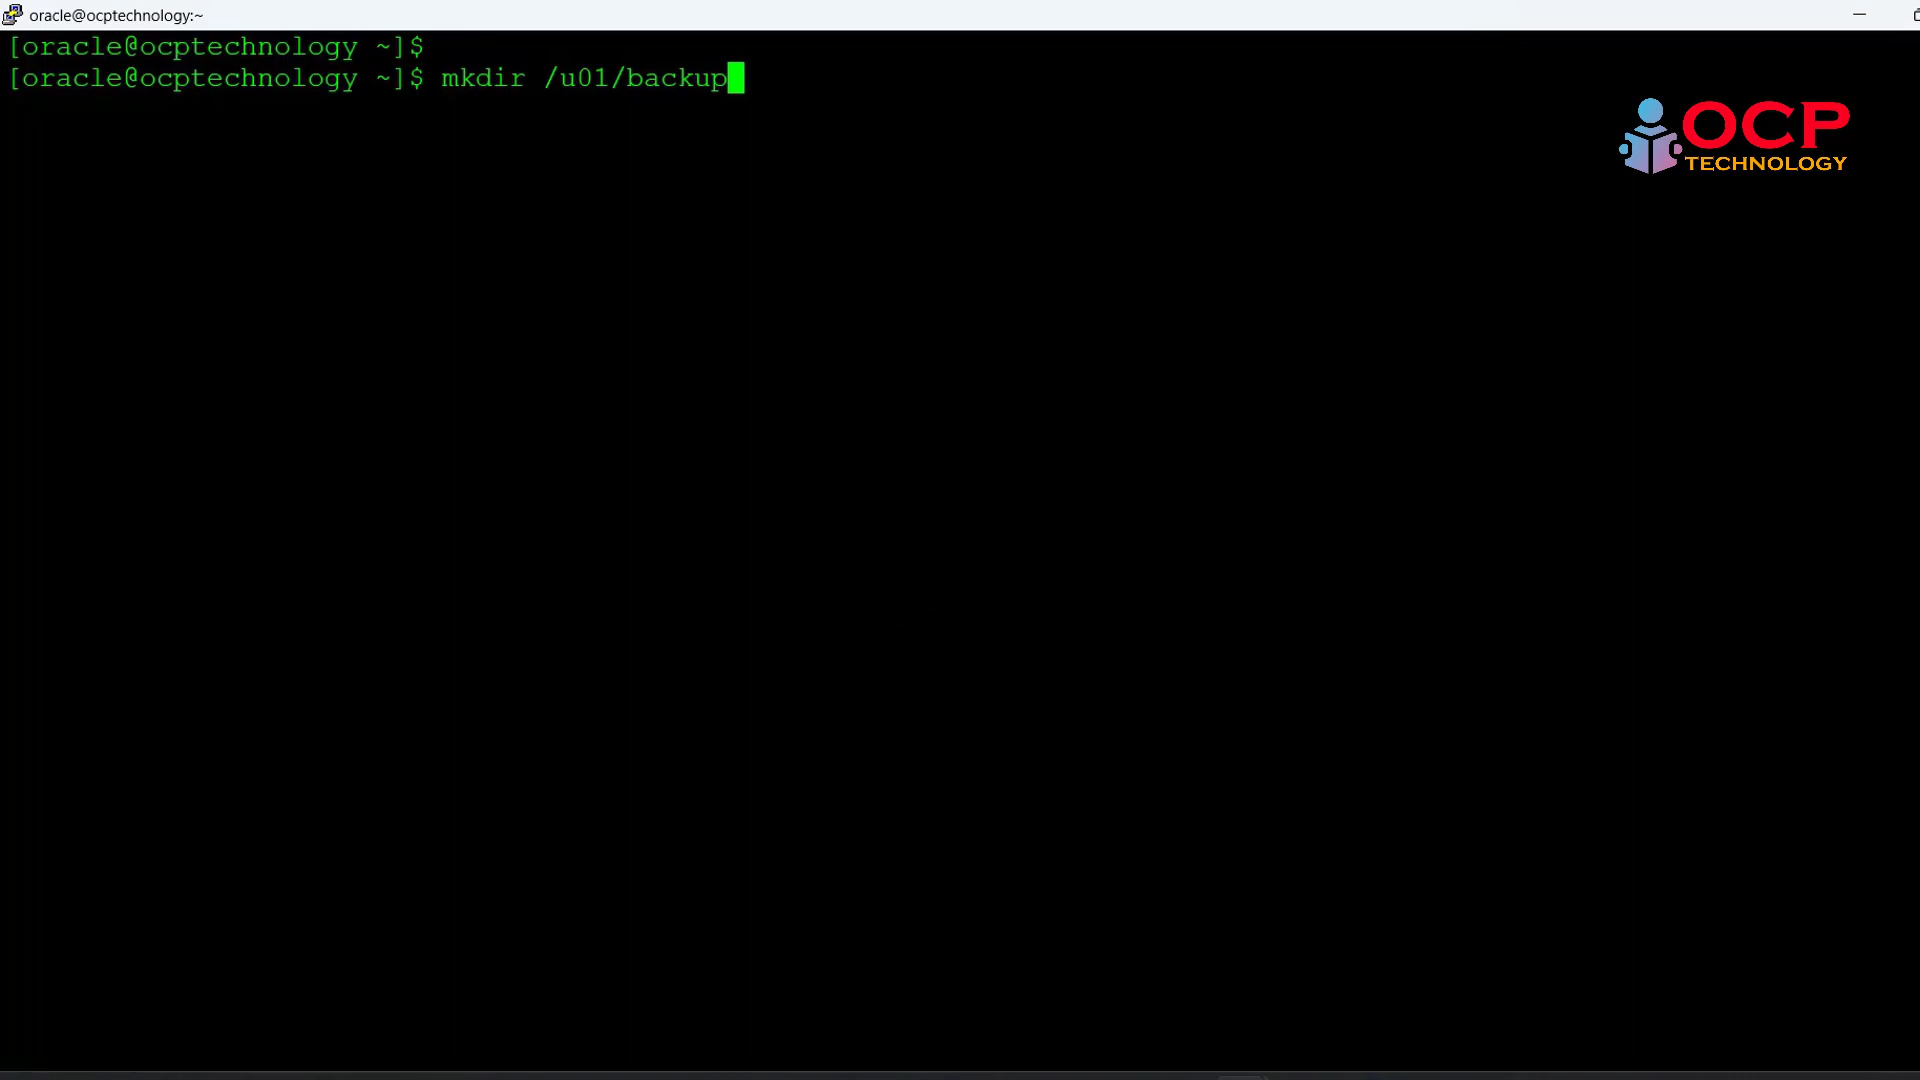 oracle@ocptechnology:~
[oracle@ocptechnology ~]$
[oracle@ocptechnology ~]$ mkdir /u01/backup
OCP
TECHNOLOGY